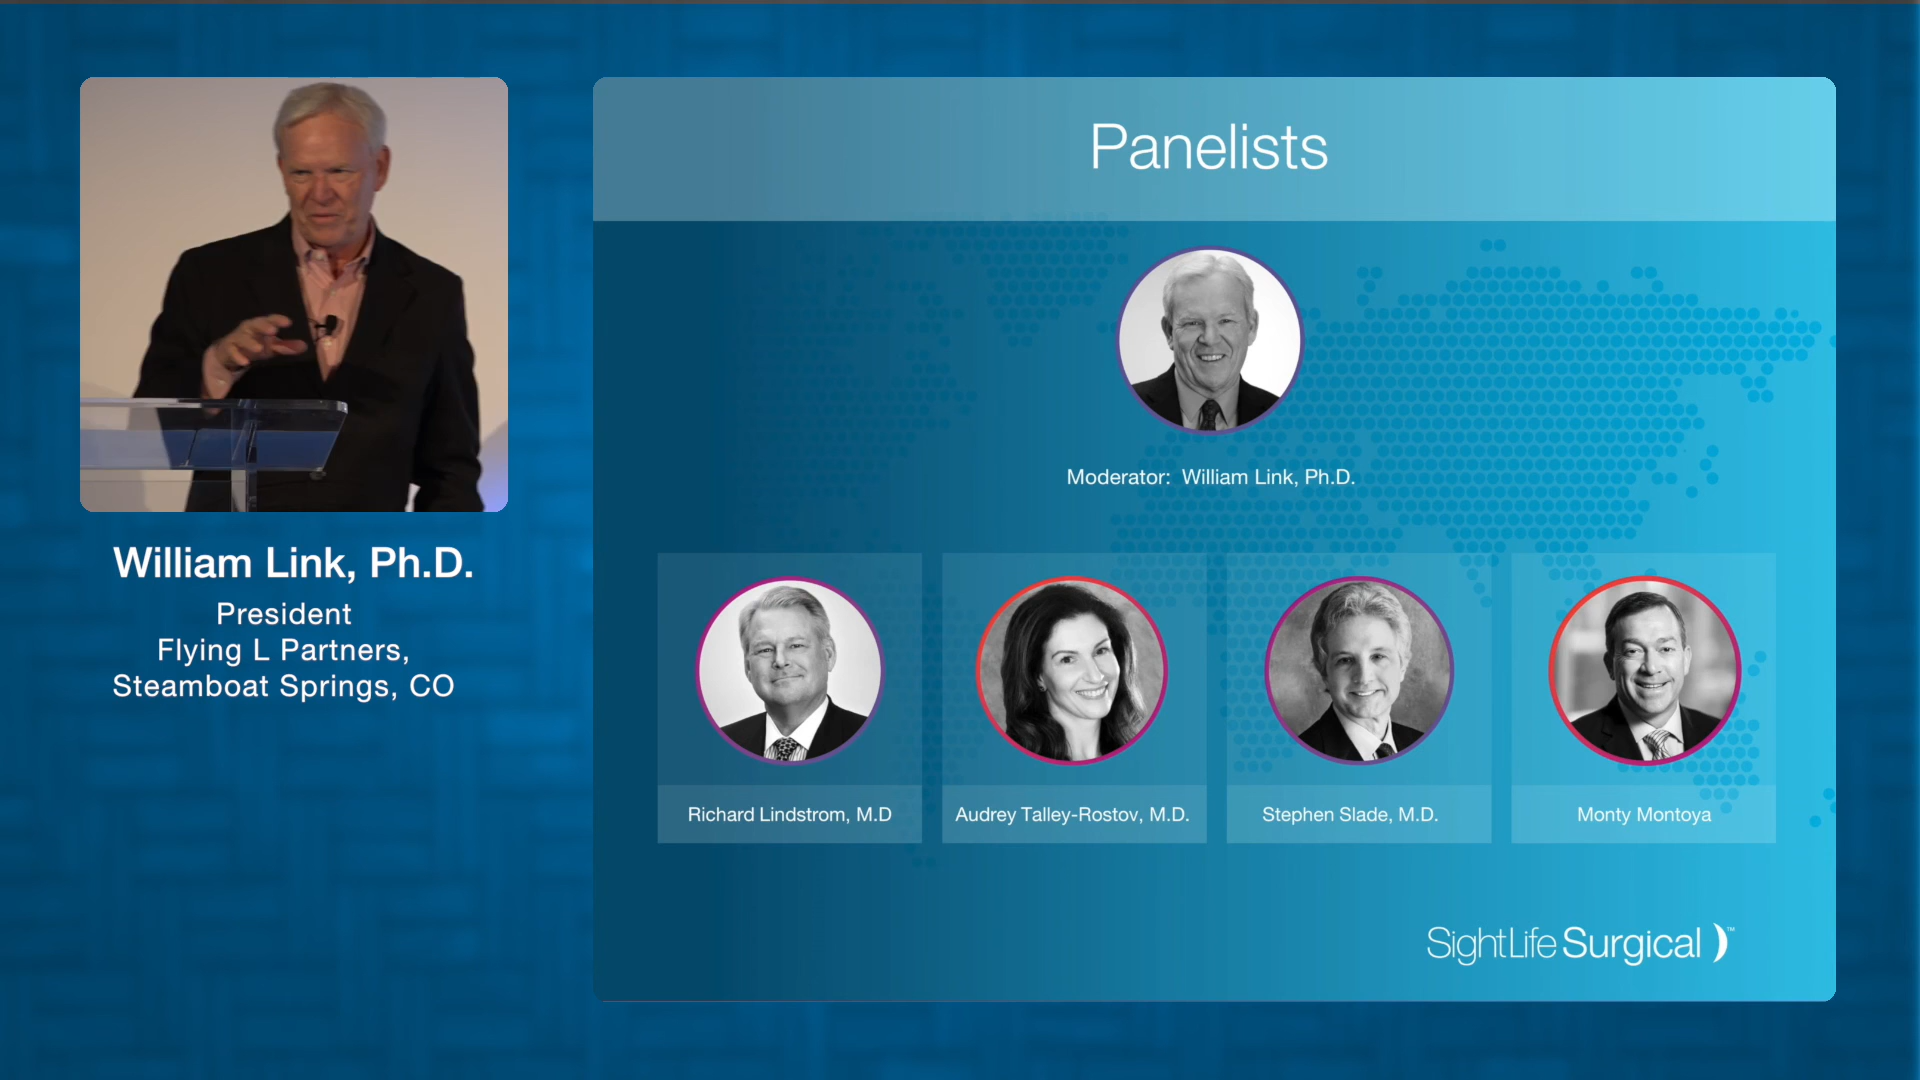 William Link, Ph.D.
President
Flying L Partners,
Steamboat Springs, CO
Panelists
Moderator: William Link, Ph.D.
Richard Lindstrom, M.D
Audrey Talley-Rostov, M.D.
Stephen Slade, M.D.
Monty Montoya
SightLife Surgical ™